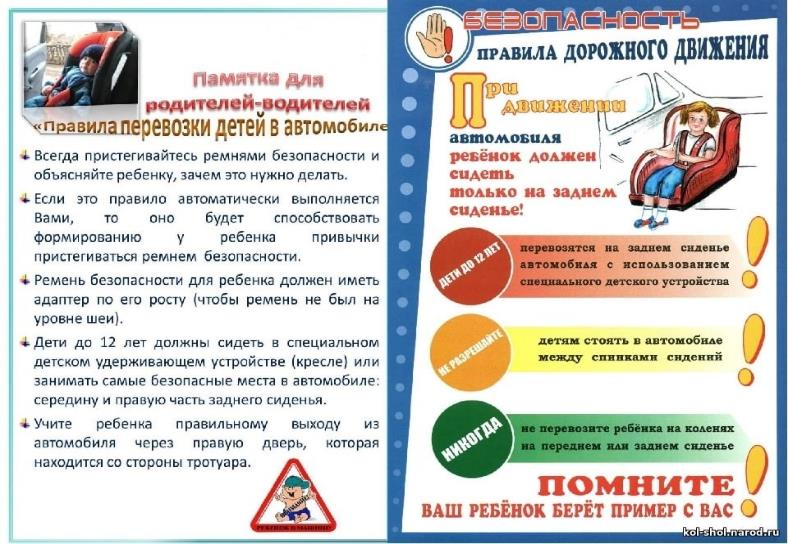 Памятка для
родителей-водителей
«Правила перевозки детей в автомобиле
Всегда пристегивайтесь ремнями безопасности и
объясняйте ребенку, зачем это нужно делать.
Если это правило автоматически выполняется
Вами, то оно будет способствовать
формированию у ребенка привычки
пристегиваться ремнем безопасности.
Ремень безопасности для ребенка должен иметь
адаптер по его росту (чтобы ремень не был на
уровне шеи).
Дети до 12 лет должны сидеть в специальном
детском удерживающем устройстве (кресле) или
занимать самые безопасные места в автомобиле:
середину и правую часть заднего сиденья.
Учите ребенка правильному выходу из
автомобиля через правую дверь, которая
находится со стороны тротуара.
ВНИМАНИЕ!
РЕБЕНОК В МАШИНЕ!
БЕЗОПАСНОСТЬ
ПРАВИЛА ДОРОЖНОГО ДВИЖЕНИЯ
При
движении
автомобиля
ребёнок должен
сидеть
только на заднем
сиденье!
ДЕТИ ДО 12 ЛЕТ
перевозятся на заднем сиденье
автомобиля с использованием
специального детского устройства
НЕ РАЗРЕШАЙТЕ
детям стоять в автомобиле
между спинками сидений
НИКОГДА
не перевозите ребёнка на коленях
на переднем или заднем сиденье
ПОМНИТЕ
ВАШ РЕБЁНОК БЕРЁТ ПРИМЕР С ВАС!
kol-shol.narod.ru